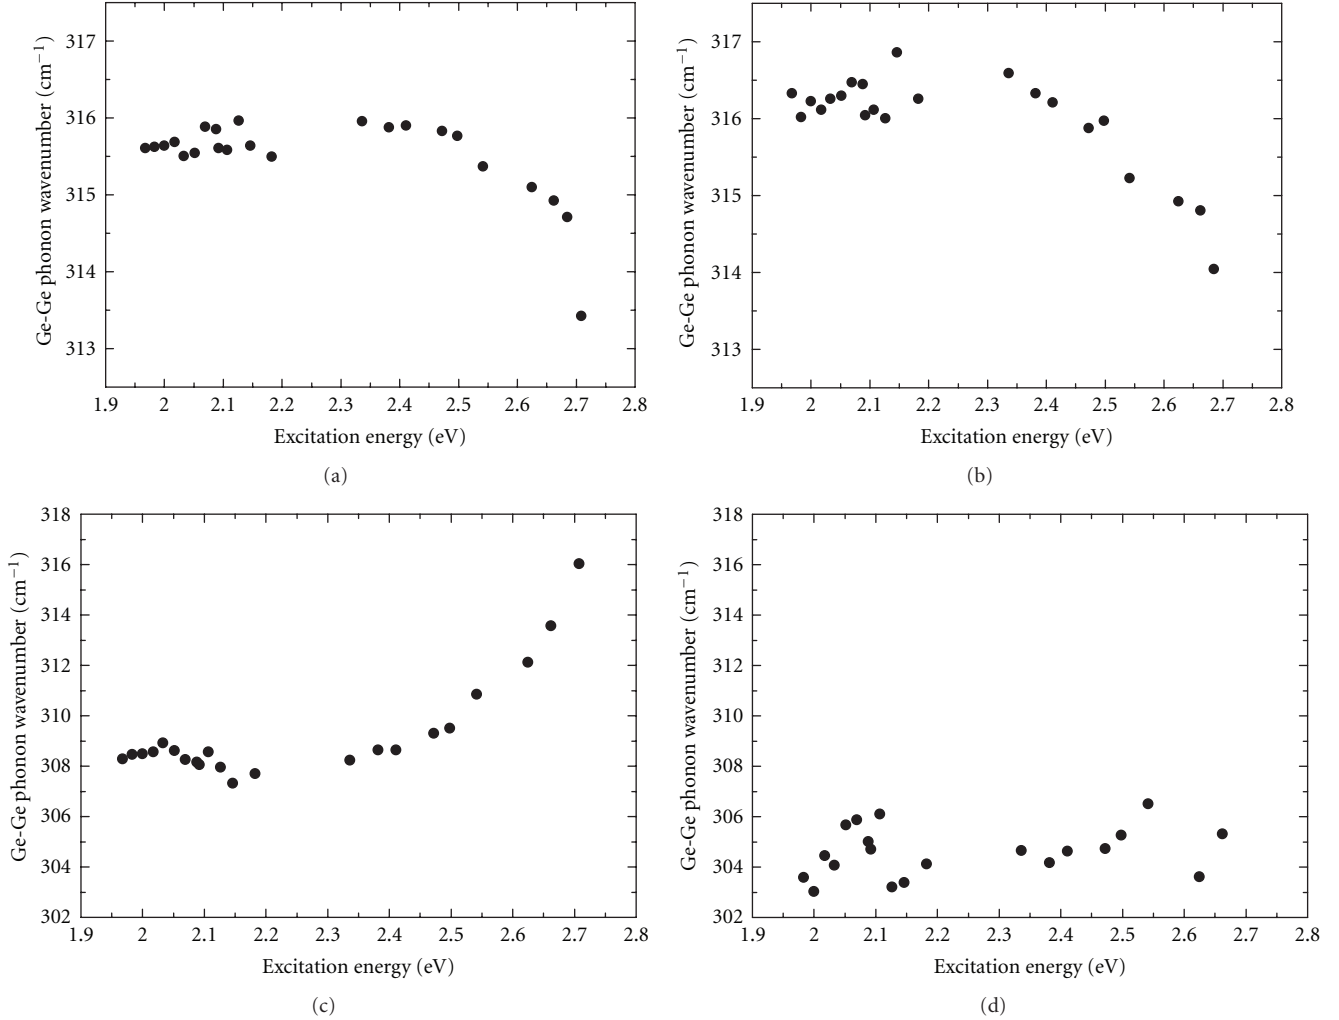 317
316
315
314
313
Ge-Ge phonon wavenumber (cm⁻¹)
1.9 2 2.1 2.2 2.3 2.4 2.5 2.6 2.7 2.8
Excitation energy (eV)
(a)
317
316
315
314
313
Ge-Ge phonon wavenumber (cm⁻¹)
1.9 2 2.1 2.2 2.3 2.4 2.5 2.6 2.7 2.8
Excitation energy (eV)
(b)
318
316
314
312
310
308
306
304
302
Ge-Ge phonon wavenumber (cm⁻¹)
1.9 2 2.1 2.2 2.3 2.4 2.5 2.6 2.7 2.8
Excitation energy (eV)
(c)
318
316
314
312
310
308
306
304
302
Ge-Ge phonon wavenumber (cm⁻¹)
1.9 2 2.1 2.2 2.3 2.4 2.5 2.6 2.7 2.8
Excitation energy (eV)
(d)